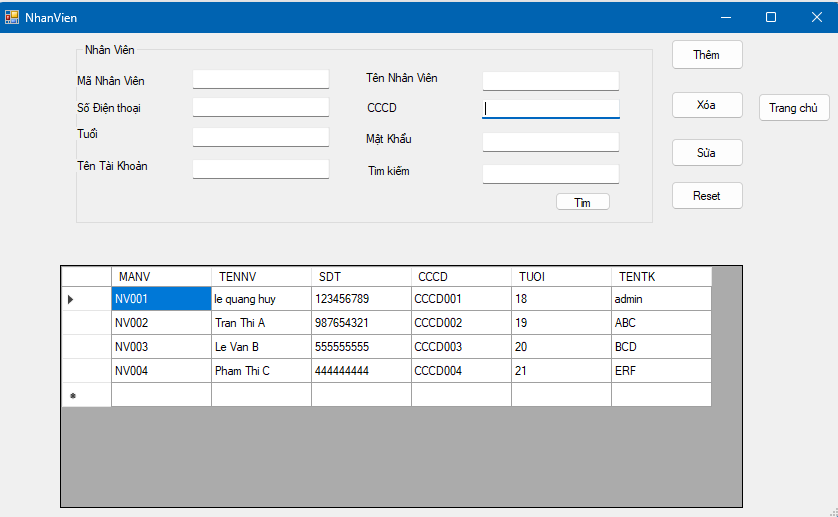 NhanVien
Nhân Viên
Mã Nhân Viên
Tên Nhân Viên
Số Điện thoại
CCCD
Tuổi
Mật Khẩu
Tên Tài Khoản
Tìm kiếm
Tìm
Thêm
Xóa
Trang chủ
Sửa
Reset
MANV TENNV SDT CCCD TUOI TENTK
NV001 le quang huy 123456789 CCCD001 18 admin
NV002 Tran Thi A 987654321 CCCD002 19 ABC
NV003 Le Van B 555555555 CCCD003 20 BCD
NV004 Pham Thi C 444444444 CCCD004 21 ERF